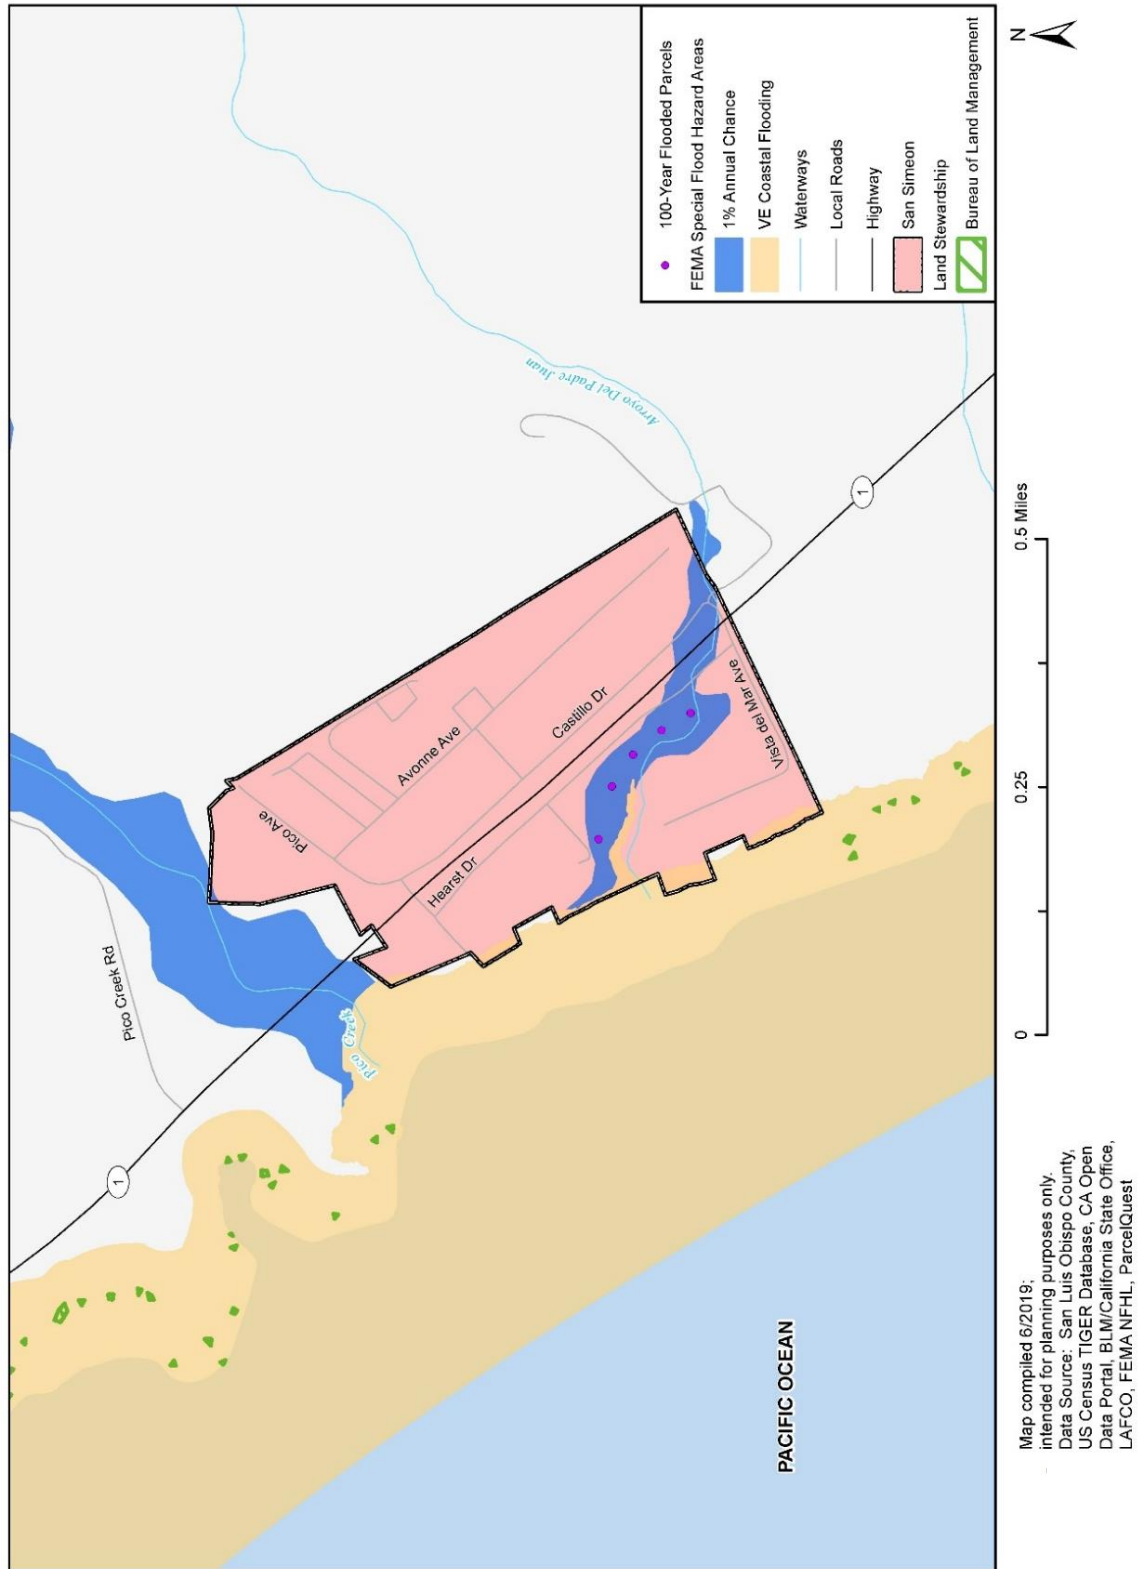 Pico Creek Rd
1
Pico Creek
Pico Ave
Avonne Ave
Hearst Dr
Castillo Dr
Vista del Mar Ave
Arroyo Del Padre Juan
1
PACIFIC OCEAN
100-Year Flooded Parcels
FEMA Special Flood Hazard Areas
1% Annual Chance
VE Coastal Flooding
Waterways
Local Roads
Highway
San Simeon
Land Stewardship
Bureau of Land Management
Map compiled 6/2019;
intended for planning purposes only.
Data Source: San Luis Obispo County,
US Census TIGER Database, CA Open
Data Portal, BLM/California State Office,
LAFCO, FEMA NFHL, ParcelQuest
0
0.25
0.5 Miles
N